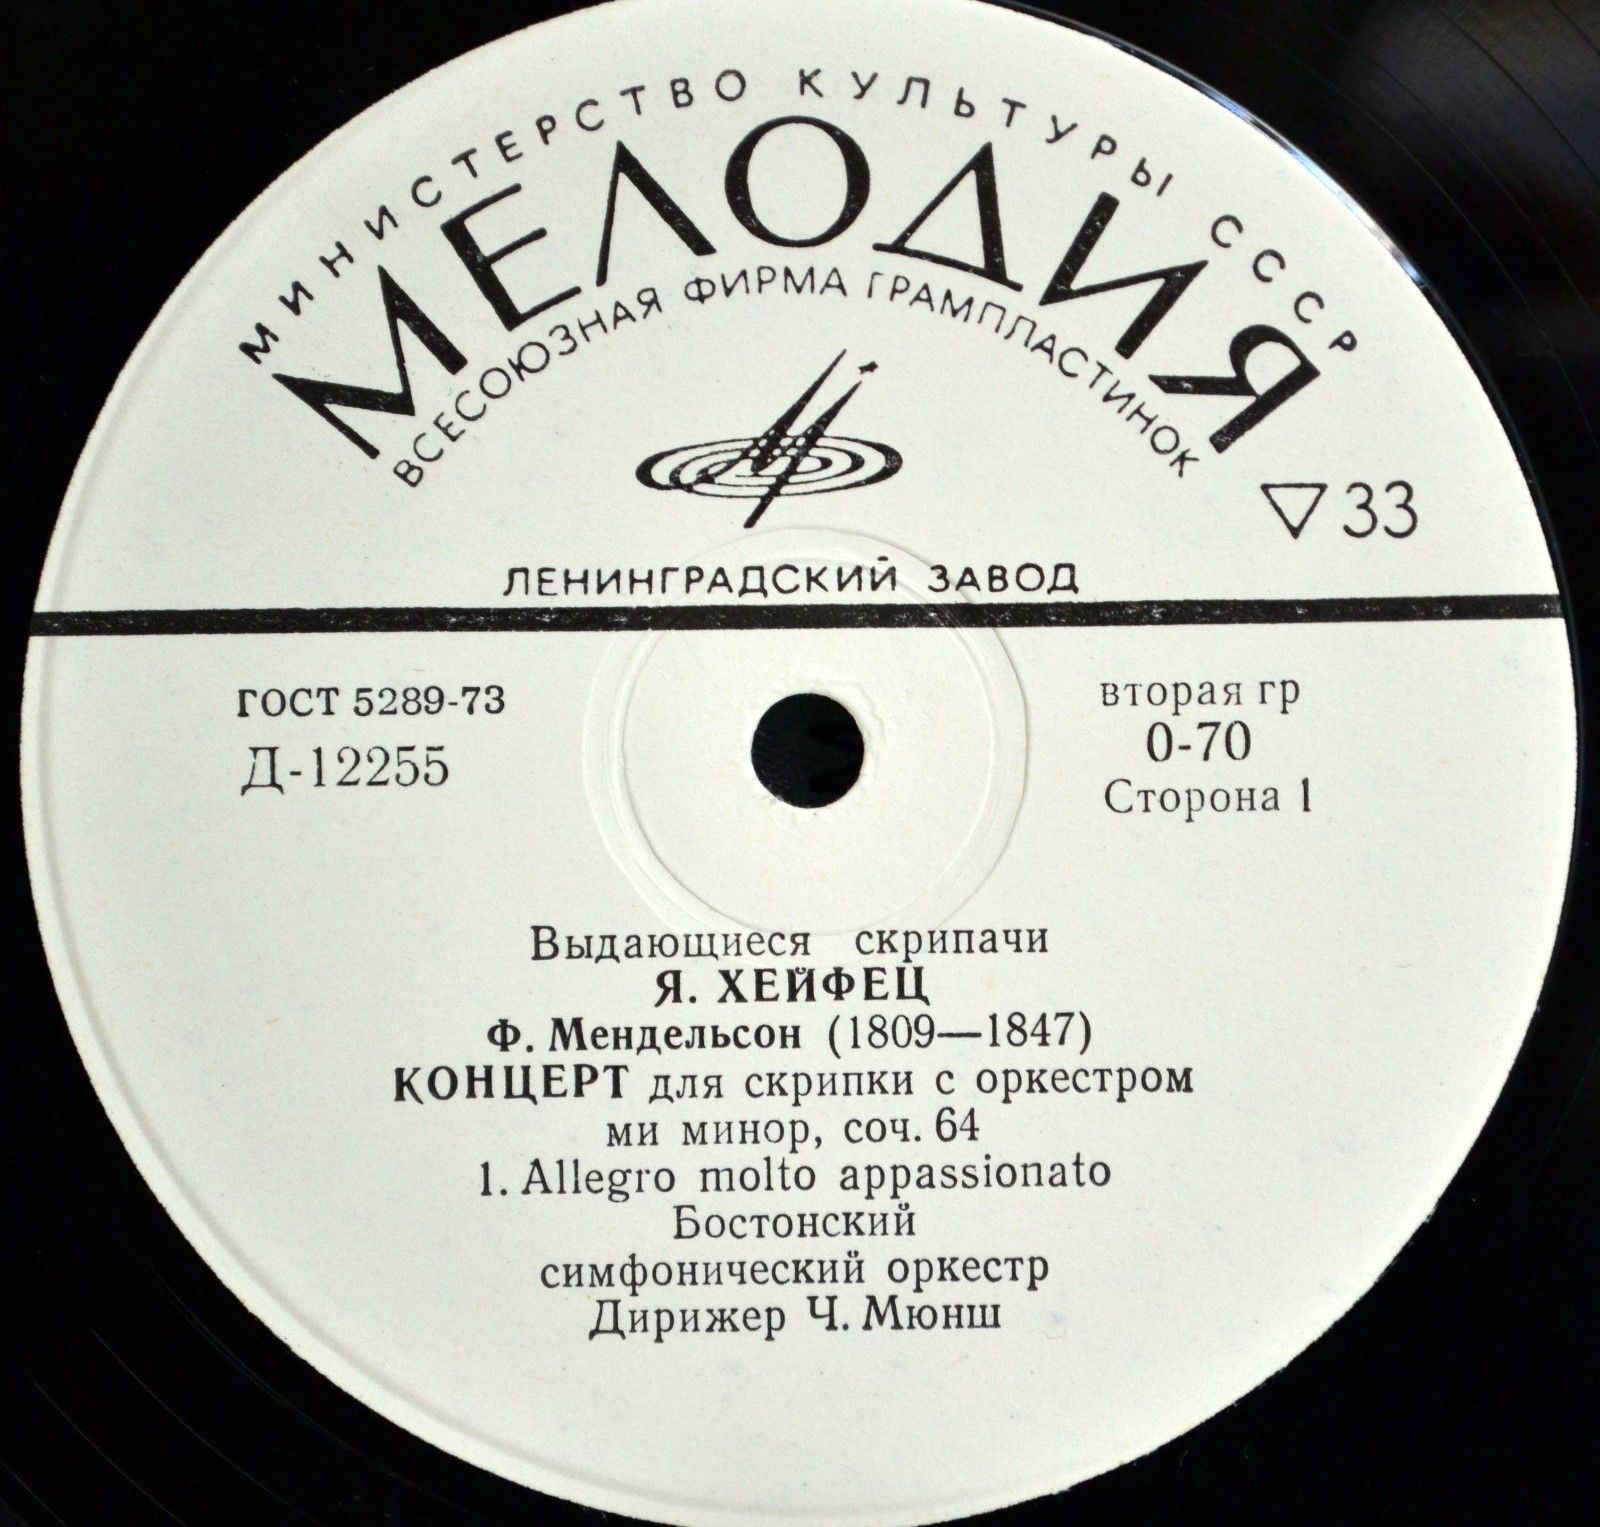 МИНИСТЕРСТВО КУЛЬТУРЫ СССР
МЕЛОДИЯ
ВСЕСОЮЗНАЯ ФИРМА ГРАМПЛАСТИНОК
33
ЛЕНИНГРАДСКИЙ ЗАВОД
ГОСТ 5289-73
Д-12255
вторая гр
0-70
Сторона 1
Выдающиеся скрипачи
Я. ХЕЙФЕЦ
Ф. Мендельсон (1809—1847)
КОНЦЕРТ для скрипки с оркестром
ми минор, соч. 64
1. Allegro molto appassionato
Бостонский
симфонический оркестр
Дирижер Ч. Мюнш